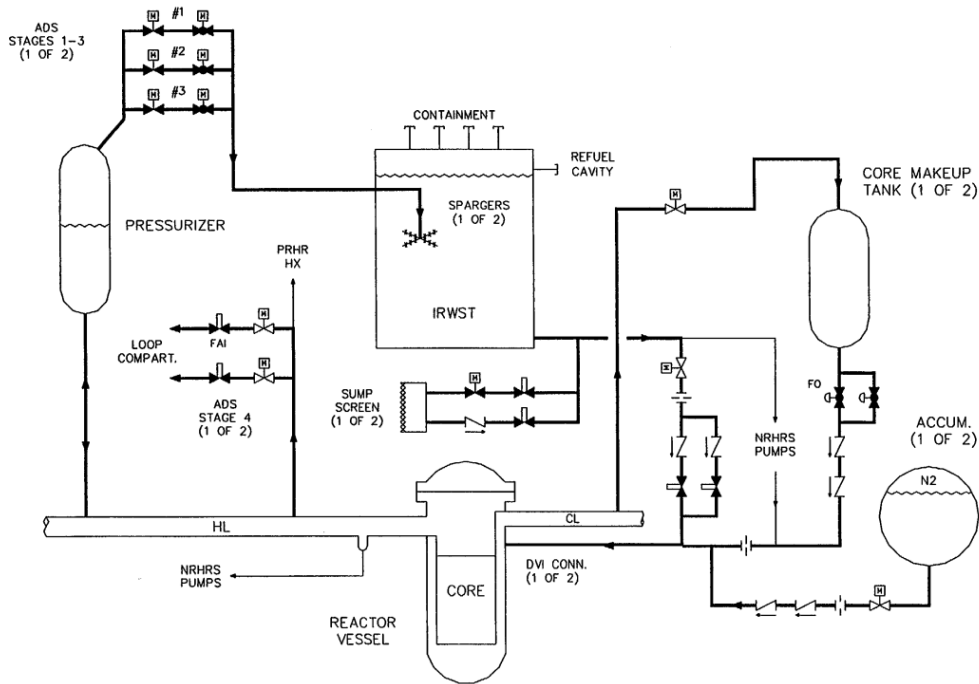 ADS
STAGES 1-3
(1 OF 2)
#1
#2
#3
M
M
M
M
M
M
CONTAINMENT
REFUEL
CAVITY
SPARGERS
(1 OF 2)
IRWST
PRESSURIZER
PRHR
HX
M
FAI
LOOP
COMPART.
M
ADS
STAGE 4
(1 OF 2)
SUMP
SCREEN
(1 OF 2)
M
M
M
CORE MAKEUP
TANK (1 OF 2)
FO
NRHRS
PUMPS
ACCUM.
(1 OF 2)
N2
M
HL
CL
NRHRS
PUMPS
DVI CONN.
(1 OF 2)
CORE
REACTOR
VESSEL